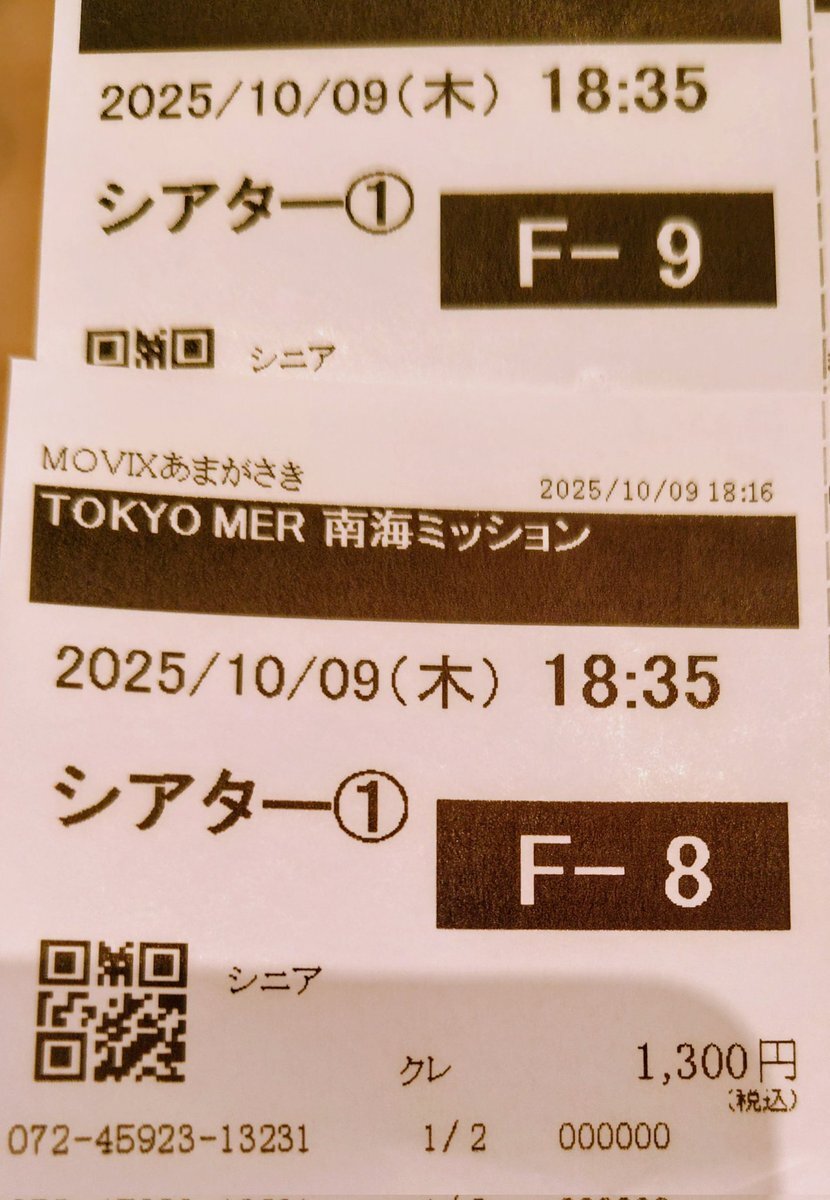 2025/10/09(木) 18:35
シアター① F- 9
シニア
MOVIXあまがさき 2025/10/09 18:16
TOKYO MER 南海ミッション
2025/10/09(木) 18:35
シアター① F- 8
シニア
クレ 1,300円
(税込)
072-45923-13231 1/2 000000